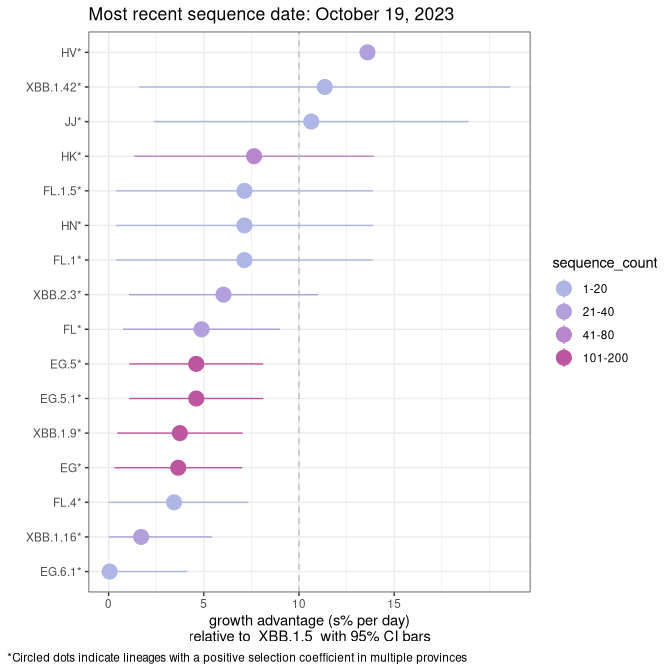 Most recent sequence date: October 19, 2023
HV*
XBB.1.42*
JJ*
HK*
FL.1.5*
HN*
FL.1*
XBB.2.3*
FL*
EG.5*
EG.5.1*
XBB.1.9*
EG*
FL.4*
XBB.1.16*
EG.6.1*
0 5 10 15
growth advantage (s% per day)
relative to XBB.1.5 with 95% CI bars
sequence_count
1-20
21-40
41-80
101-200
*Circled dots indicate lineages with a positive selection coefficient in multiple provinces